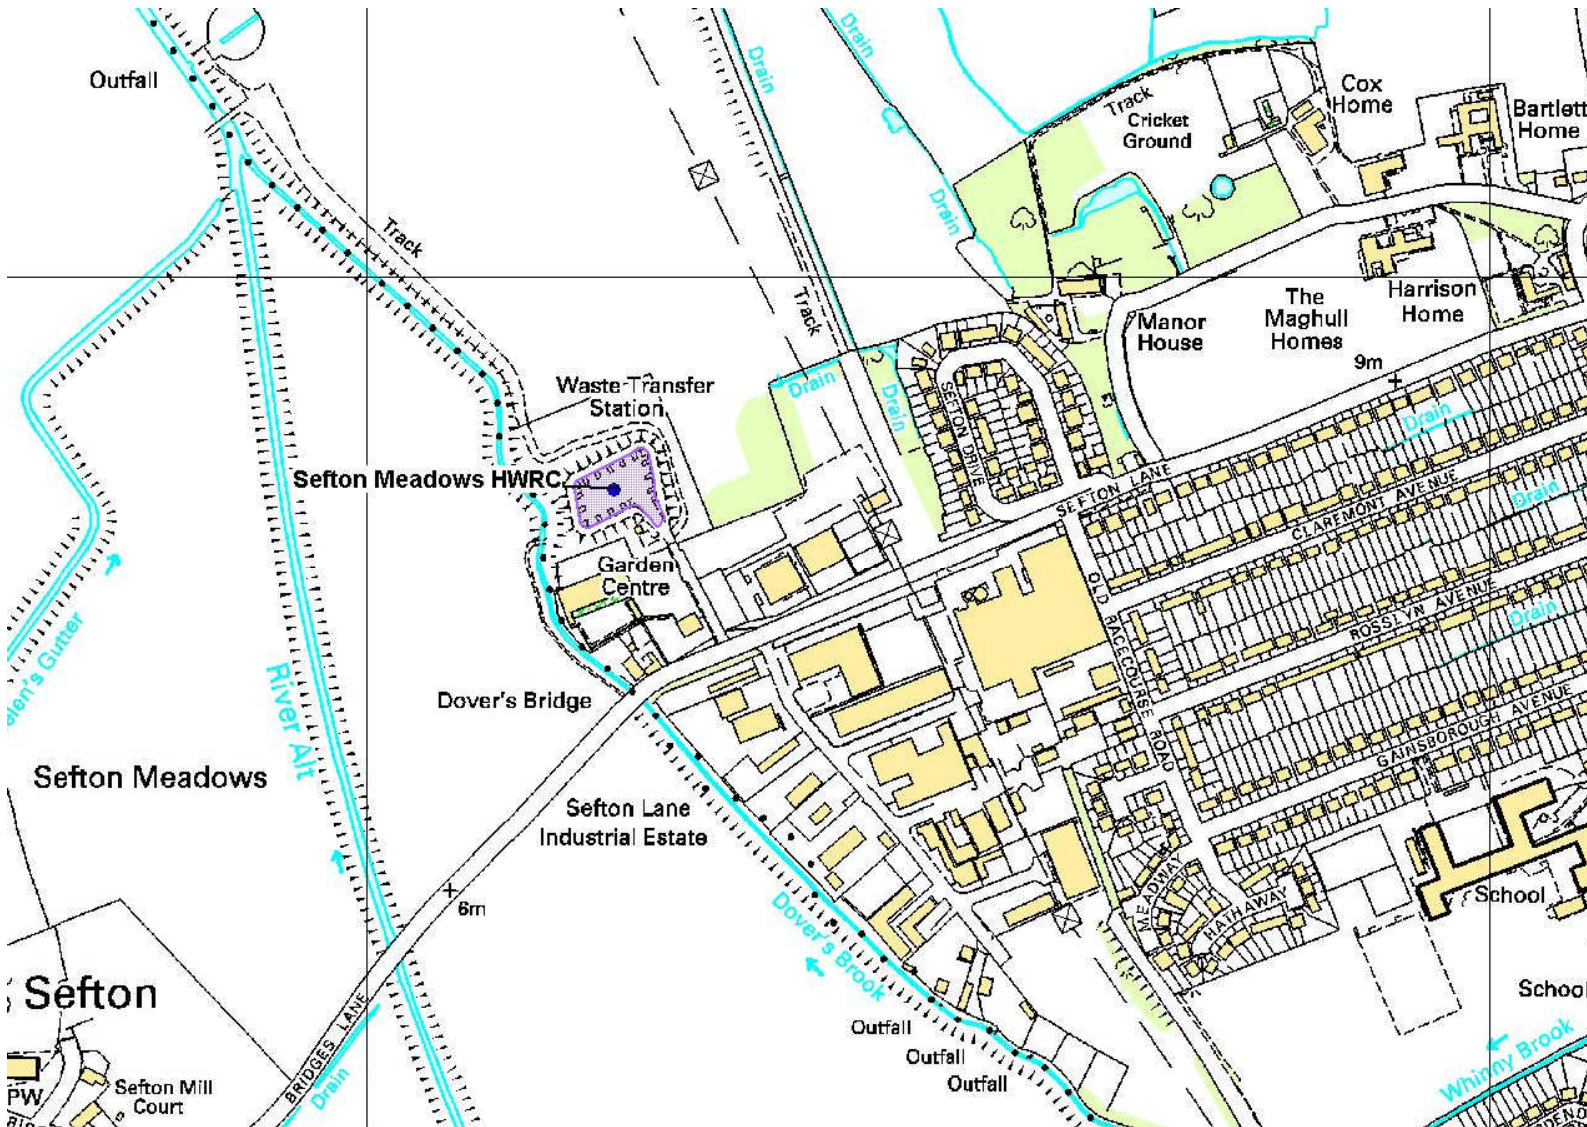 Outfall
Drain
Drain
Track
Cricket
Ground
Cox
Home
Bartlett
Home
Drain
Track
Track
Manor
House
The
Maghull
Homes
Harrison
Home
9m
Waste Transfer
Station
Drain
Drain
SEFTON DRIVE
Drain
Sefton Meadows HWRC
SEFTON LANE
CLAREMONT AVENUE
Drain
Garden
Centre
OLD RACECOURSE ROAD
ROSSLYN AVENUE
Drain
elen's Gutter
River Alt
Dover's Bridge
GAINSBOROUGH AVENUE
Sefton Meadows
Sefton Lane
Industrial Estate
6m
MEADWAY
HATHAWAY
School
Dover's Brook
Sefton
School
BRIDGES LANE
Drain
Outfall
Outfall
Outfall
Whinny Brook
PW
Sefton Mill
Court